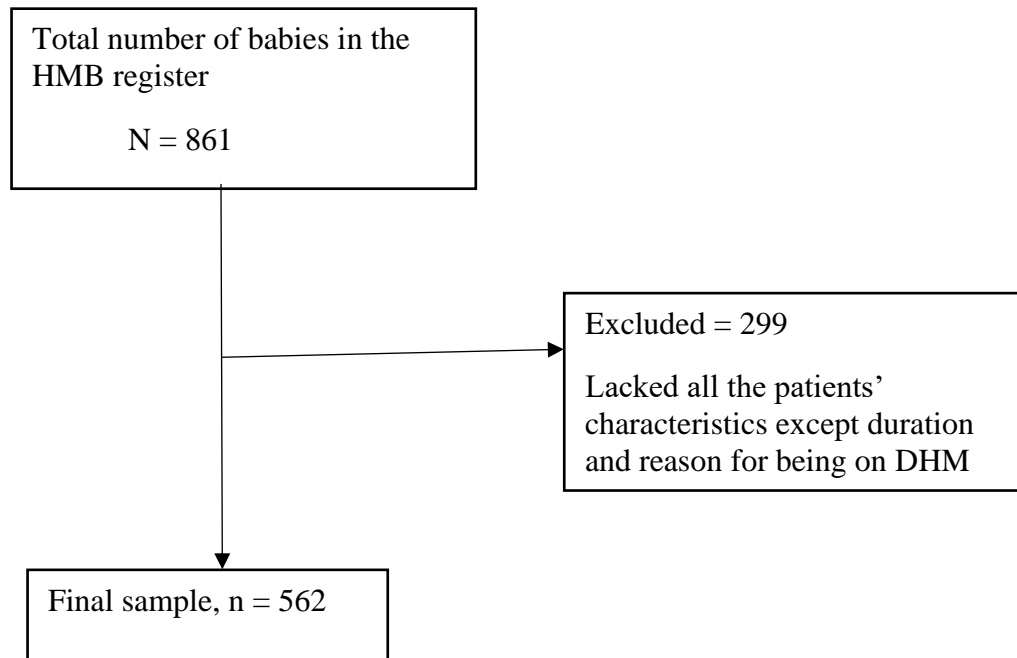 Total number of babies in the
HMB register
N = 861
Excluded = 299
Lacked all the patients’
characteristics except duration
and reason for being on DHM
Final sample, n = 562